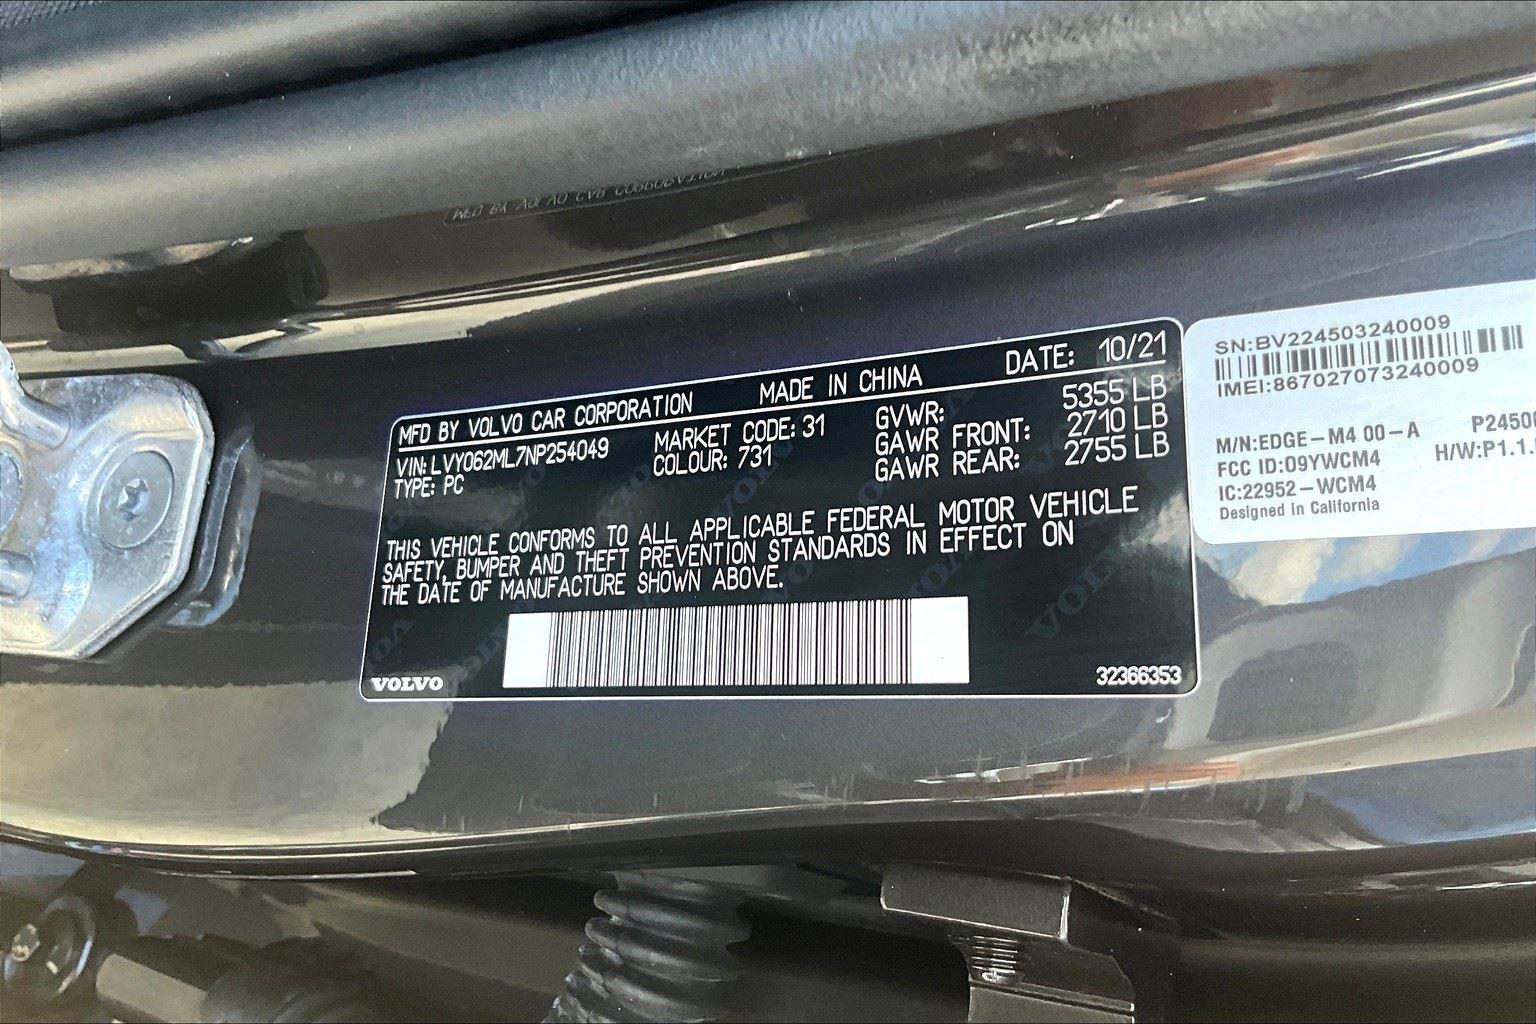 MFD BY VOLVO CAR CORPORATION MADE IN CHINA DATE: 10/21
VIN: LVY062ML7NP254049 MARKET CODE: 31 GVWR: 5355 LB
TYPE: PC COLOUR: 731 GAWR FRONT: 2710 LB
GAWR REAR: 2755 LB
THIS VEHICLE CONFORMS TO ALL APPLICABLE FEDERAL MOTOR VEHICLE
SAFETY, BUMPER AND THEFT PREVENTION STANDARDS IN EFFECT ON
THE DATE OF MANUFACTURE SHOWN ABOVE.
VOLVO 32366353
SN:BV224503240009
IMEI:867027073240009
M/N:EDGE-M4 00-A
FCC ID:09YWCM4 H/W:P1.1.
IC:22952-WCM4
Designed in California